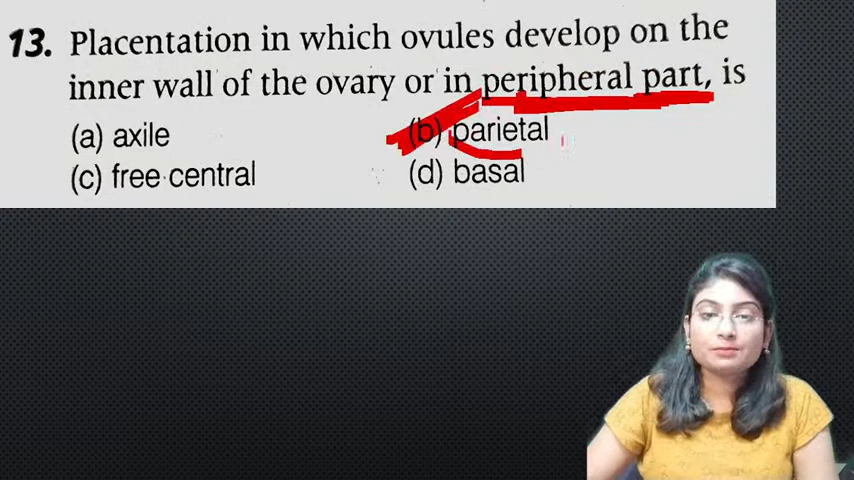 13. Placentation in which ovules develop on the
inner wall of the ovary or in peripheral part, is
(a) axile (b) parietal
(c) free central (d) basal